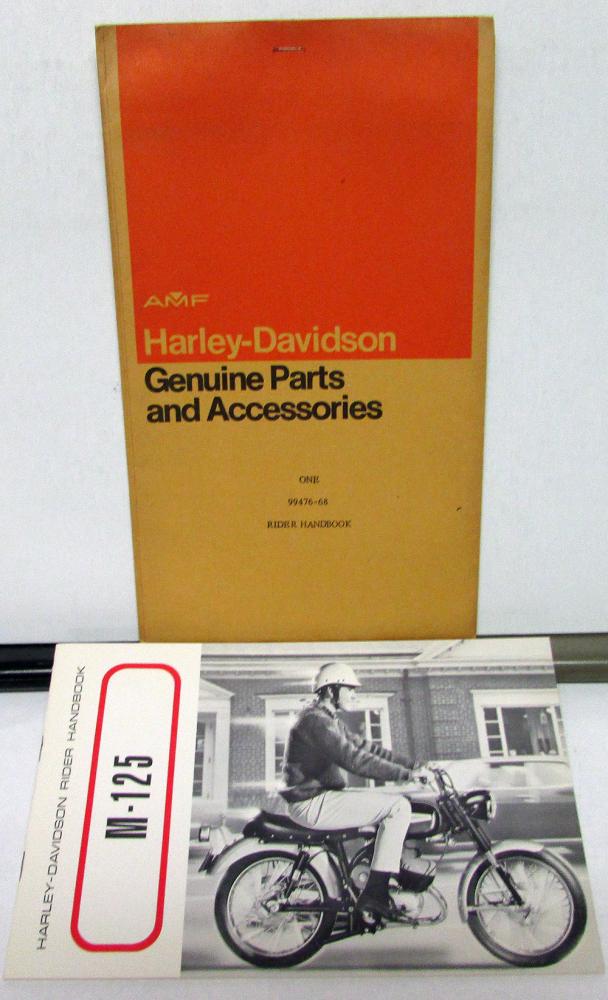 AMF
Harley-Davidson
Genuine Parts
and Accessories
ONE
99476-68
RIDER HANDBOOK
HARLEY-DAVIDSON RIDER HANDBOOK
M-125